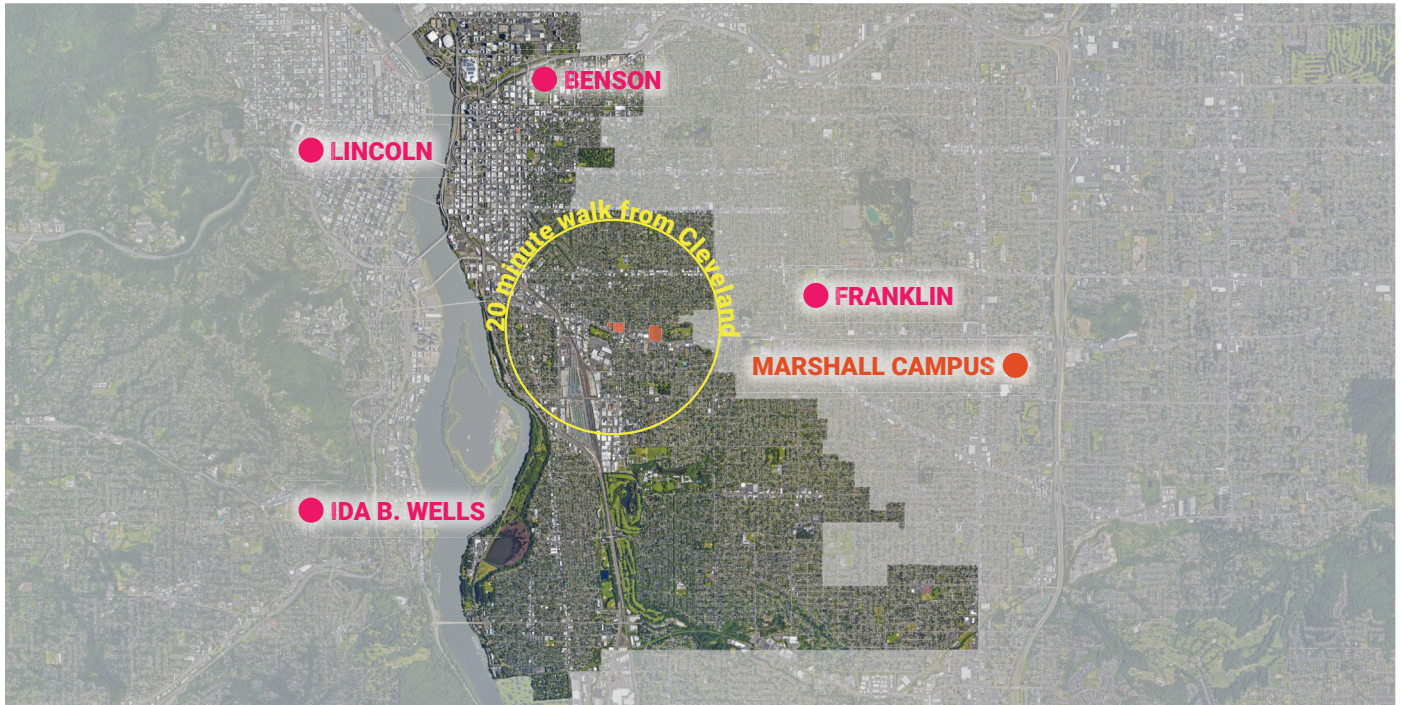 BENSON
LINCOLN
20 minute walk from Cleveland
FRANKLIN
MARSHALL CAMPUS
IDA B. WELLS